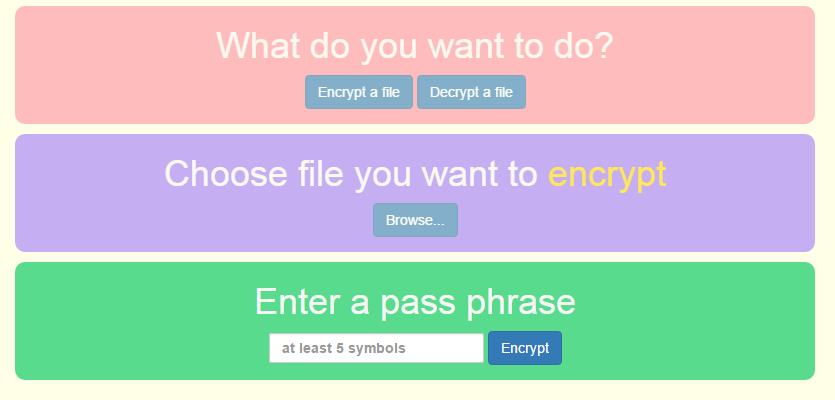 What do you want to do?
Encrypt a file Decrypt a file
Choose file you want to encrypt
Browse...
Enter a pass phrase
at least 5 symbols Encrypt